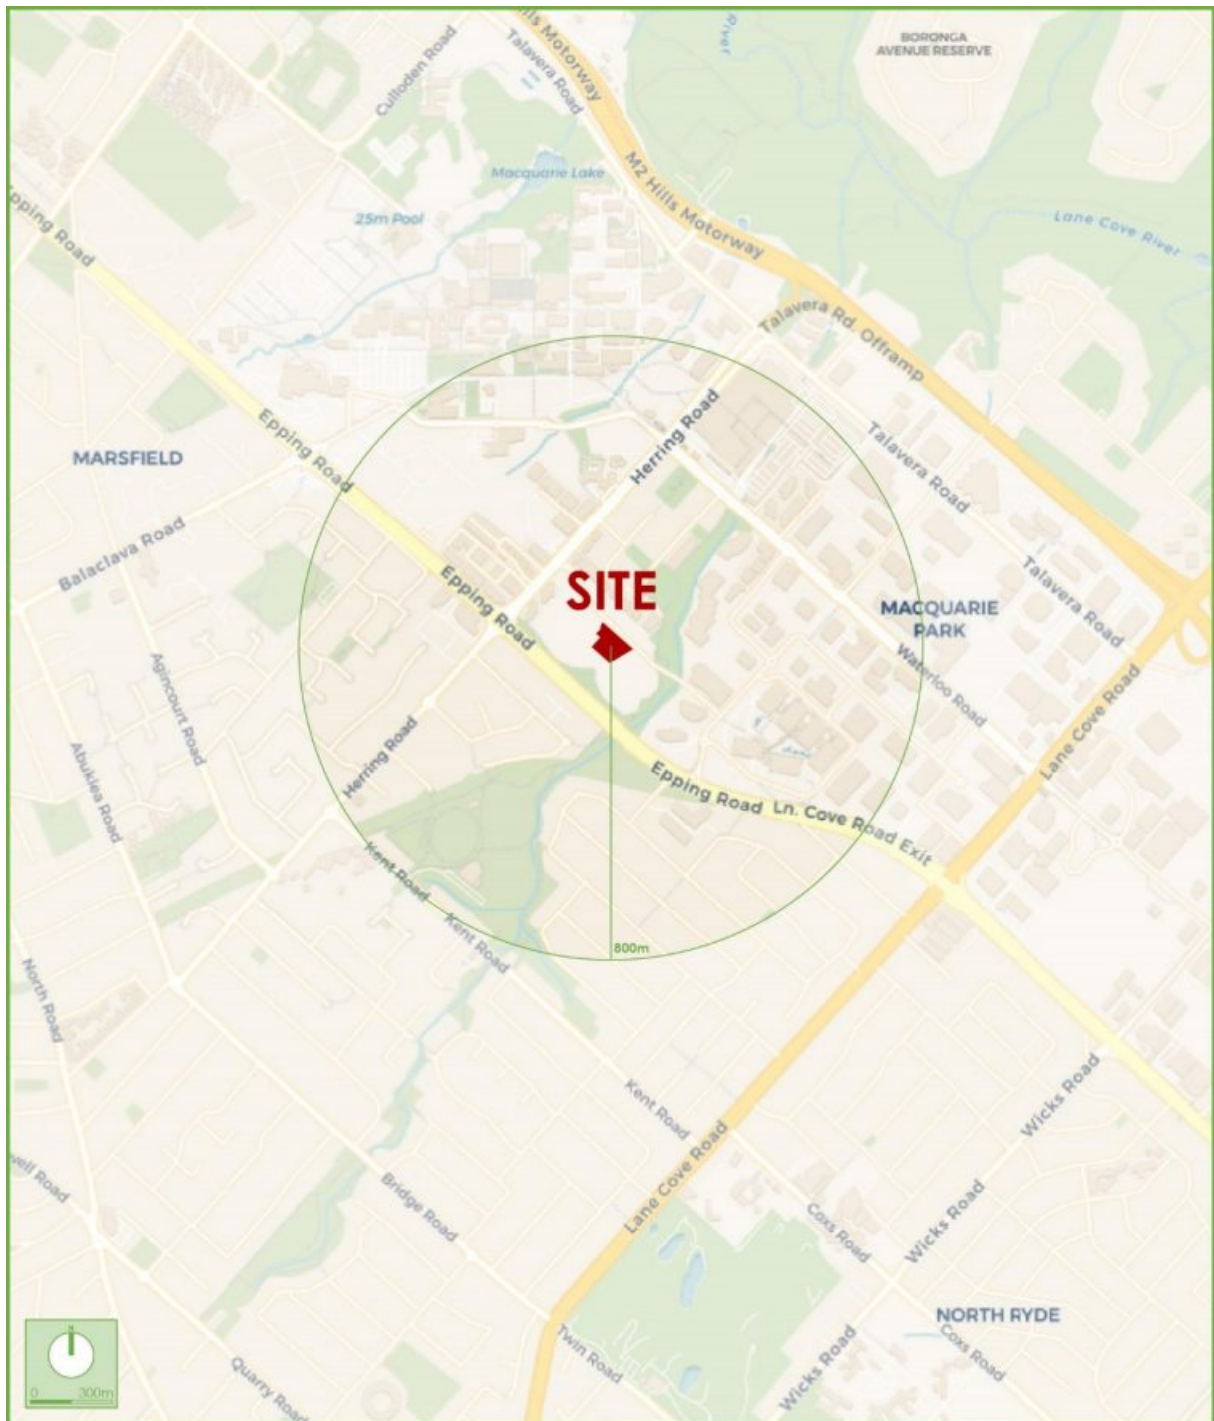 River
BORONGA
AVENUE RESERVE
Hills Motorway
Talavera Road
Culloden Road
M2 Hills Motorway
Macquarie Lake
25m Pool
Lane Cove River
Epping Road
Talavera Rd. Offramp
Herring Road
Epping Road
MARSFIELD
Talavera Road
Balaclava Road
Talavera Road
Epping Road
SITE
MACQUARIE
PARK
Waterloo Road
Agincourt Road
Herring Road
Lane Cove Road
Abuklea Road
Epping Road
Ln. Cove Road Exit
Kent Road
Kent Road
800m
North Road
Kent Road
Wicks Road
Lane Cove Road
Bridge Road
Coxs Road
Wicks Road
NORTH RYDE
Coxs Road
Twin Road
Wicks Road
Quarry Road
0 300m